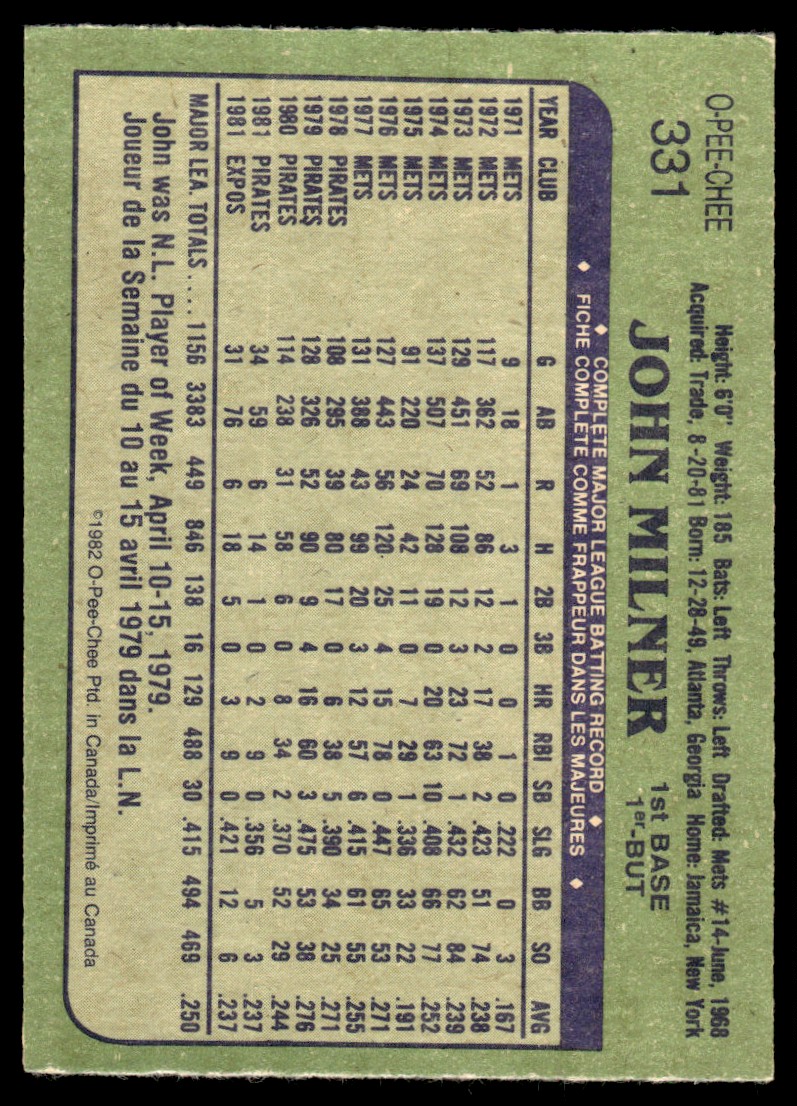 O-PEE-CHEE
331
Height: 6'0" Weight: 185 Bats: Left Throws: Left Drafted: Mets #14-June, 1968
Acquired: Trade, 8-20-81 Born: 12-28-49, Atlanta, Georgia Home: Jamaica, New York
JOHN MILNER
1st BASE
1er-BUT
♦ COMPLETE MAJOR LEAGUE BATTING RECORD ♦
♦ FICHE COMPLETE COMME FRAPPEUR DANS LES MAJEURES ♦
YEAR CLUB G AB R H 2B 3B HR RBI SB SLG BB SO AVG
1971 METS 9 18 1 3 1 0 0 1 0 .222 0 3 .167
1972 METS 117 362 52 86 12 2 17 38 2 .423 51 74 .238
1973 METS 129 451 69 108 12 3 23 72 1 .432 62 84 .239
1974 METS 137 507 70 128 19 0 20 63 10 .408 66 77 .252
1975 METS 91 220 24 42 11 0 7 29 1 .336 33 22 .191
1976 METS 127 443 56 120 25 4 15 78 0 .447 65 53 .271
1977 METS 131 388 43 99 20 3 12 57 6 .415 61 55 .255
1978 PIRATES 108 295 39 80 17 0 6 38 5 .390 34 25 .271
1979 PIRATES 128 326 52 90 9 4 16 60 3 .475 53 38 .276
1980 PIRATES 114 238 31 58 6 0 8 34 2 .370 52 29 .244
1981 PIRATES 34 59 6 14 1 0 2 9 0 .356 5 3 .237
1981 EXPOS 31 76 6 18 5 0 3 9 0 .421 12 6 .237
MAJOR LEA. TOTALS .... 1156 3383 449 846 138 16 129 488 30 .415 494 469 .250
John was N.L. Player of Week, April 10-15, 1979.
Joueur de la Semaine du 10 au 15 avril 1979 dans la L.N.
©1982 O-Pee-Chee Ptd. in Canada/Imprimé au Canada